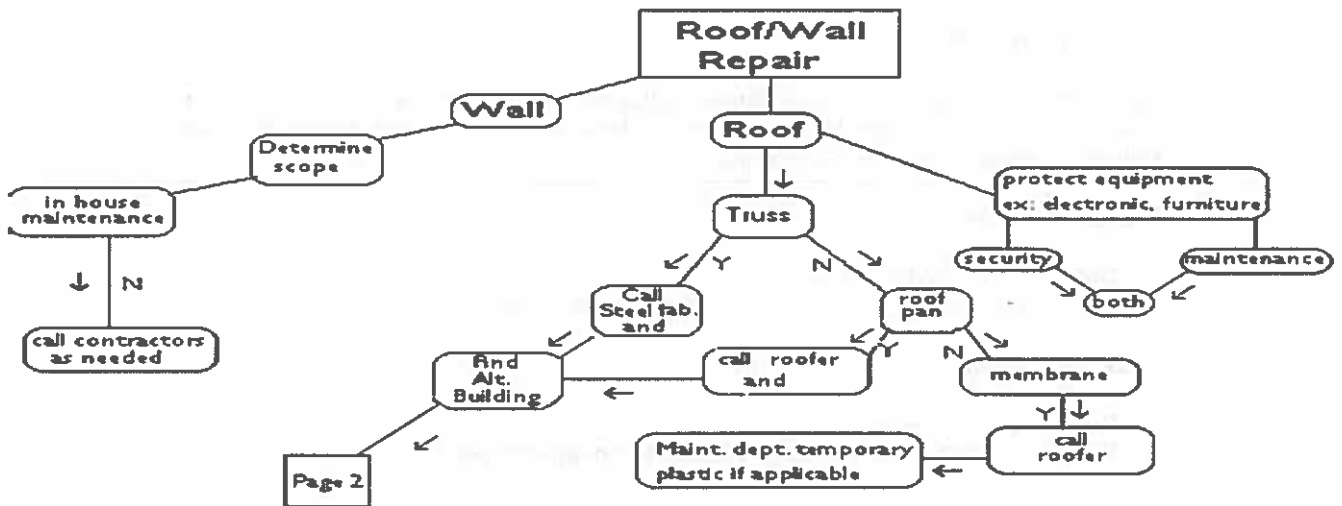 Roof/Wall
Repair
Wall
Roof
Determine
scope
in house
maintenance
N
call contractors
as needed
protect equipment
ex: electronic, furniture
security
maintenance
both
Truss
Y
N
Call
Steel fab.
and
roof
pan
Y
N
Find
Alt.
Building
call roofer
and
membrane
Y
call
roofer
Maint. dept. temporary
plastic if applicable
Page 2